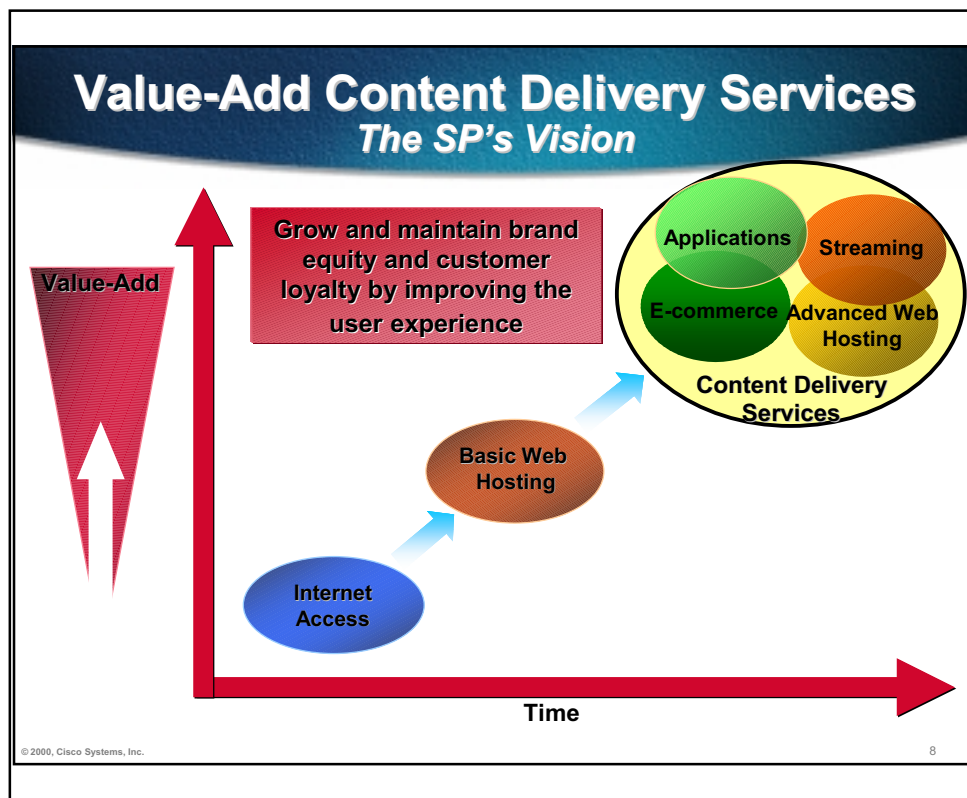 Value-Add Content Delivery Services
The SP's Vision
Value-Add
Grow and maintain brand
equity and customer
loyalty by improving the
user experience
Applications
Streaming
E-commerce
Advanced Web
Hosting
Content Delivery
Services
Basic Web
Hosting
Internet
Access
Time
© 2000, Cisco Systems, Inc.
8